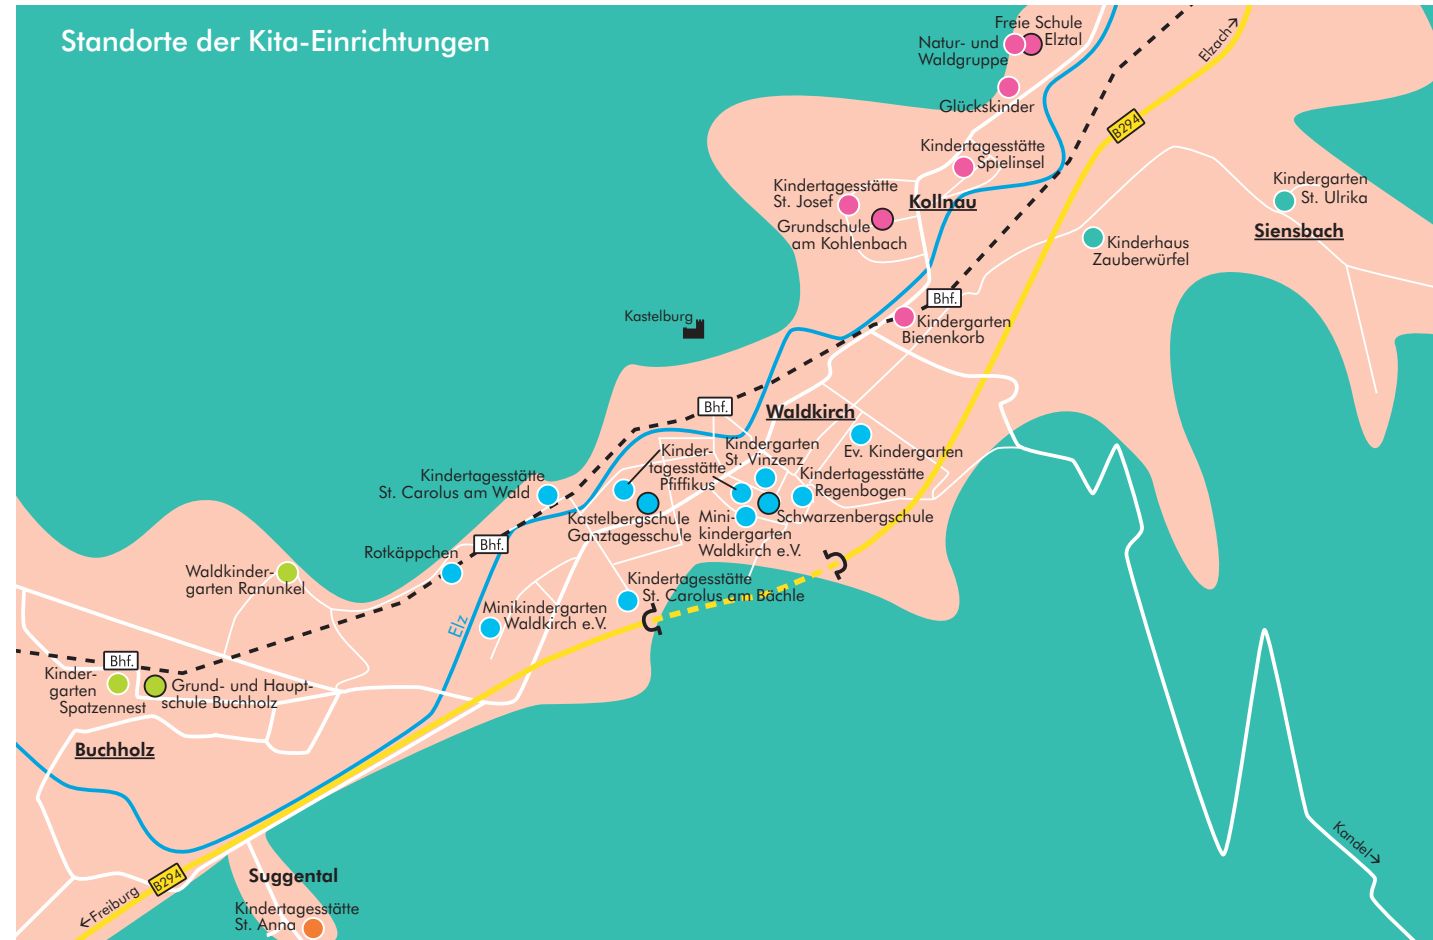 Standorte der Kita-Einrichtungen
Freie Schule
Elztal
Natur- und
Waldgruppe
Glückskinder
Elzach→
B294
Kindertagesstätte
Spielinsel
Kindertagesstätte
St. Josef
Kollnau
Grundschule
am Kohlenbach
Kindergarten
St. Ulrika
Siensbach
Kinderhaus
Zauberwürfel
Bhf.
Kastelburg
Kindergarten
Bienenkorb
Bhf.
Waldkirch
Kindergarten
St. Vinzenz
Ev. Kindergarten
Kinder-
tagesstätte
Pfiffikus
Kindertagesstätte
Regenbogen
Kindertagesstätte
St. Carolus am Wald
Kastelbergschule
Ganztagesschule
Mini-
kindergarten
Waldkirch e.V.
Schwarzenbergschule
Bhf.
Rotkäppchen
Waldkinder-
garten Ranunkel
Kindertagesstätte
St. Carolus am Bächle
Minikindergarten
Waldkirch e.V.
Elz
Bhf.
Kinder-
garten
Spatzennest
Grund- und Haupt-
schule Buchholz
Buchholz
Kandel→
Suggental
B294
←Freiburg
Kindertagesstätte
St. Anna